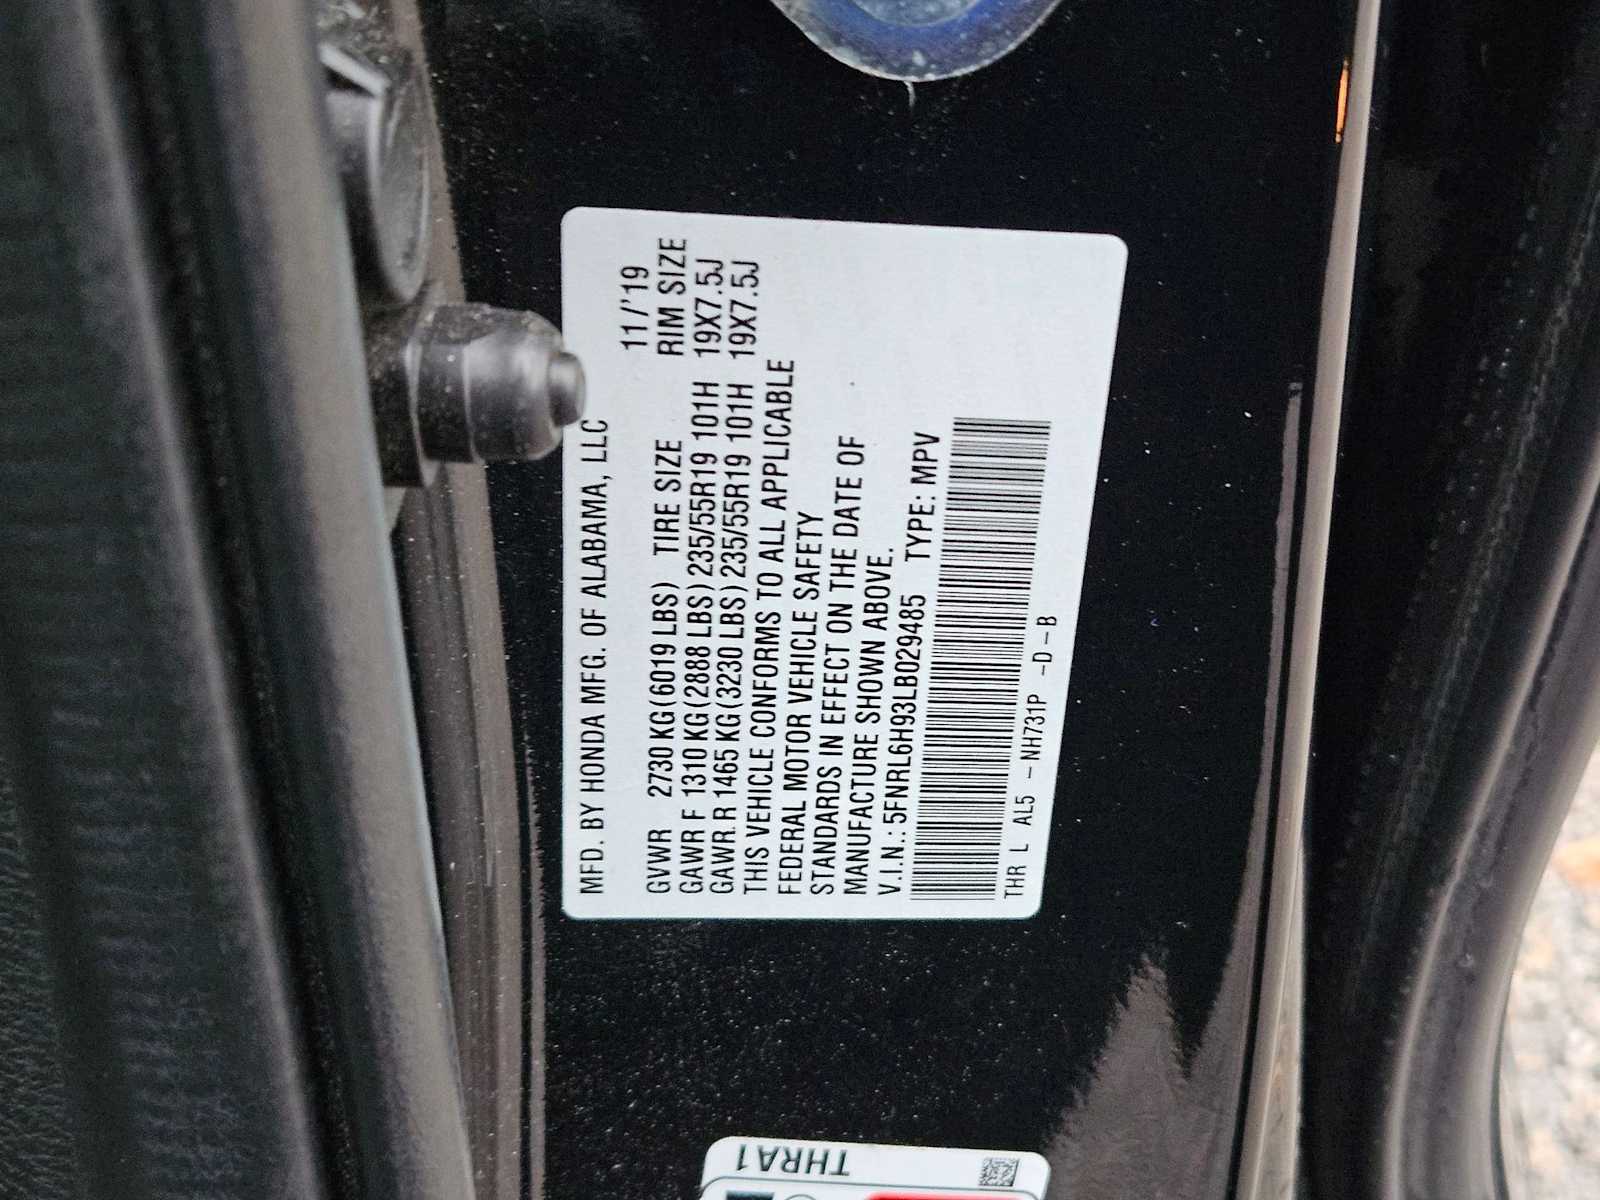 MFD. BY HONDA MFG. OF ALABAMA, LLC
11/'19
GVWR 2730 KG(6019 LBS) TIRE SIZE RIM SIZE
GAWR F 1310 KG(2888 LBS) 235/55R19 101H 19X7.5J
GAWR.R 1465 KG(3230 LBS) 235/55R19 101H 19X7.5J
THIS VEHICLE CONFORMS TO ALL APPLICABLE
FEDERAL MOTOR VEHICLE SAFETY
STANDARDS IN EFFECT ON THE DATE OF
MANUFACTURE SHOWN ABOVE.
V.I.N.: 5FNRL6H93LB029485 TYPE: MPV
THR L AL5 -NH731P -D-B
THRA1